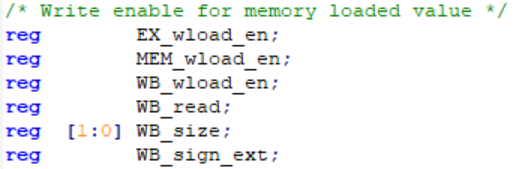 /* Write enable for memory loaded value */
reg EX_wload_en;
reg MEM_wload_en;
reg WB_wload_en;
reg WB_read;
reg [1:0] WB_size;
reg WB_sign_ext;